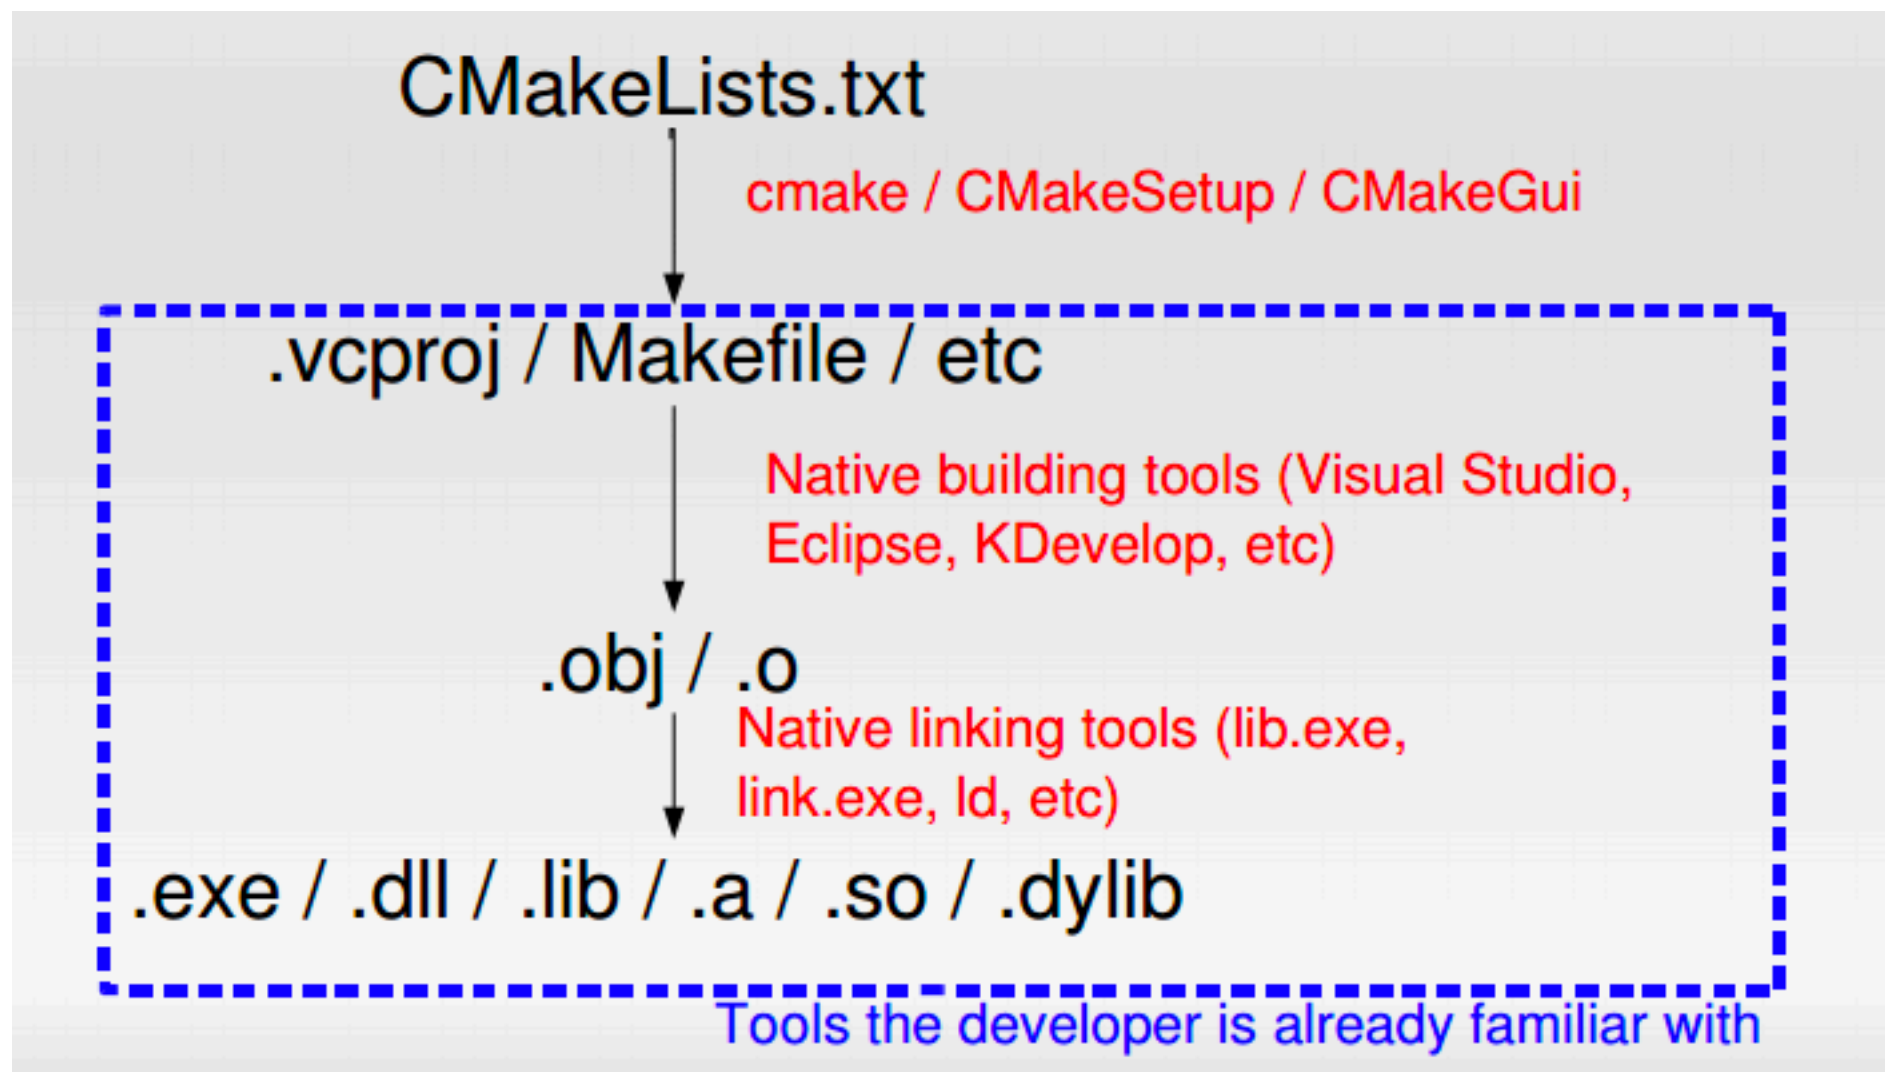 CMakeLists.txt
cmake / CMakeSetup / CMakeGui
.vcproj / Makefile / etc
Native building tools (Visual Studio,
Eclipse, KDevelop, etc)
.obj / .o
Native linking tools (lib.exe,
link.exe, ld, etc)
.exe / .dll / .lib / .a / .so / .dylib
Tools the developer is already familiar with